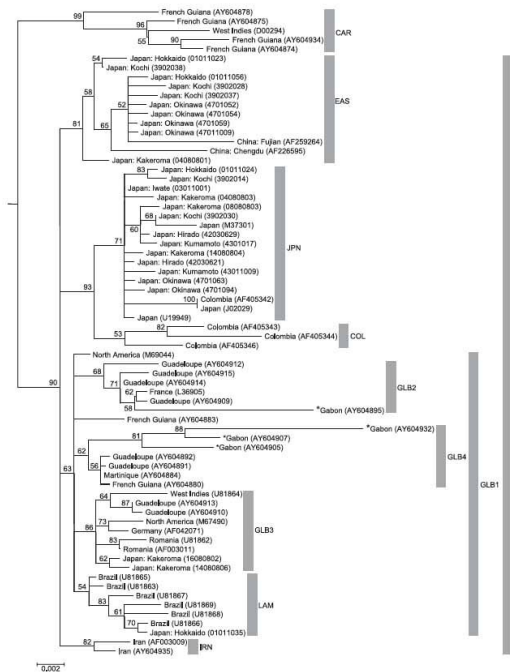 99
French Guiana (AY604878)
French Guiana (AY604875)
96
West Indies (D00294)
55
90
French Guiana (AY604934)
French Guiana (AY604874)
CAR
54
Japan: Hokkaido (01011023)
Japan: Kochi (3902038)
Japan: Hokkaido (01011056)
58
Japan: Kochi (3902028)
Japan: Kochi (3902037)
52
Japan: Okinawa (4701052)
Japan: Okinawa (4701054)
EAS
81
65
Japan: Okinawa (4701059)
Japan: Okinawa (47011009)
China: Fujian (AF259264)
China: Chengdu (AF226595)
Japan: Kakeroma (04080801)
83
Japan: Hokkaido (01011024)
Japan: Kochi (3902014)
Japan: Iwate (03011001)
Japan: Kakeroma (04080803)
Japan: Kakeroma (08080803)
68
Japan: Kochi (3902030)
60
Japan (M37301)
71
Japan: Hirado (42030629)
Japan: Kumamoto (4301017)
JPN
Japan: Kakeroma (14080804)
Japan: Hirado (42030621)
Japan: Kumamoto (43011009)
93
Japan: Okinawa (4701063)
Japan: Okinawa (4701094)
100
Colombia (AF405342)
Japan (J02029)
Japan (U19949)
82
Colombia (AF405343)
53
Colombia (AF405344)
COL
Colombia (AF405346)
90
North America (M69044)
68
Guadeloupe (AY604912)
Guadeloupe (AY604915)
71
Guadeloupe (AY604914)
62
France (L36905)
GLB2
Guadeloupe (AY604909)
58
*Gabon (AY604895)
French Guiana (AY604883)
88
*Gabon (AY604932)
62
81
*Gabon (AY604907)
*Gabon (AY604905)
GLB4
63
Guadeloupe (AY604892)
56
Guadeloupe (AY604891)
Martinique (AY604884)
French Guiana (AY604880)
GLB1
64
West Indies (U81864)
87
Guadeloupe (AY604913)
Guadeloupe (AY604910)
86
73
North America (M67490)
Germany (AF042071)
GLB3
83
Romania (U81862)
Romania (AF003011)
62
Japan: Kakeroma (16080802)
Japan: Kakeroma (14080806)
Brazil (U81865)
54
Brazil (U81863)
Brazil (U81867)
83
Brazil (U81869)
LAM
61
Brazil (U81868)
70
Brazil (U81866)
Japan: Hokkaido (01011035)
82
Iran (AF003009)
IRN
Iran (AY604935)
0.002